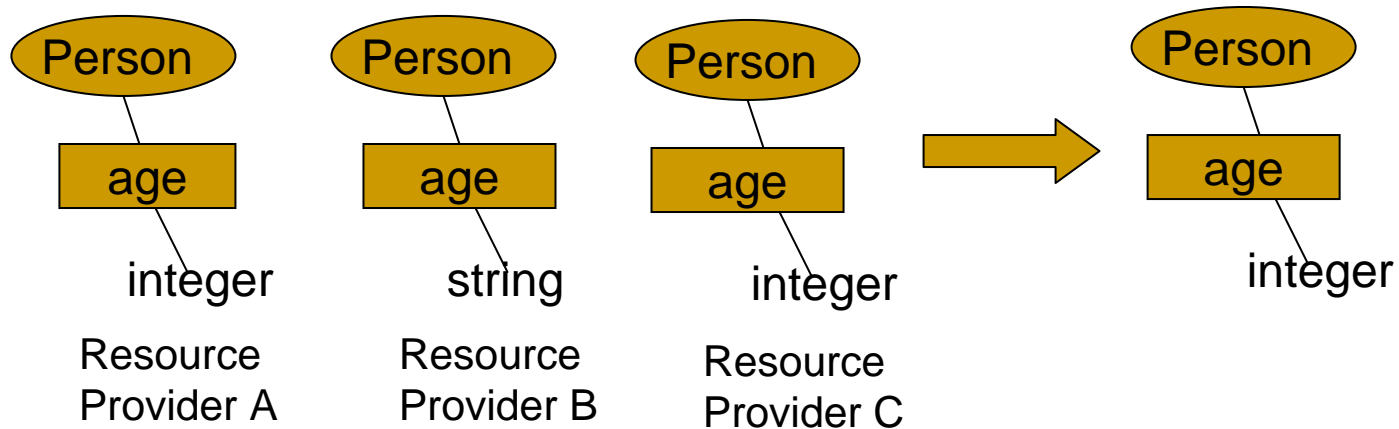 Person
age
integer
Resource
Provider A
Person
age
string
Resource
Provider B
Person
age
integer
Resource
Provider C
Person
age
integer